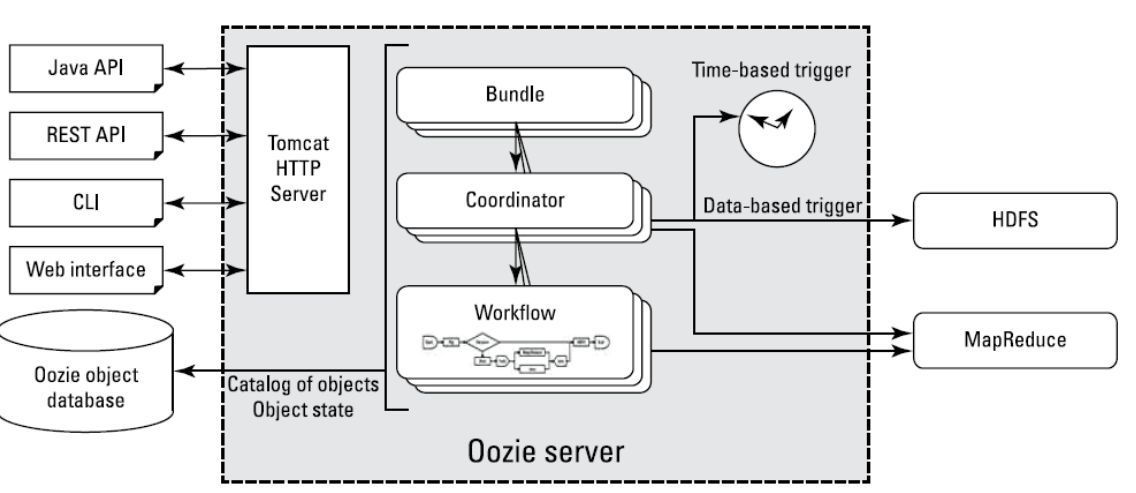 Java API
REST API
CLI
Web interface
Oozie object
database
Tomcat
HTTP
Server
Bundle
Coordinator
Workflow
Time-based trigger
Data-based trigger
HDFS
MapReduce
Catalog of objects
Object state
Oozie server